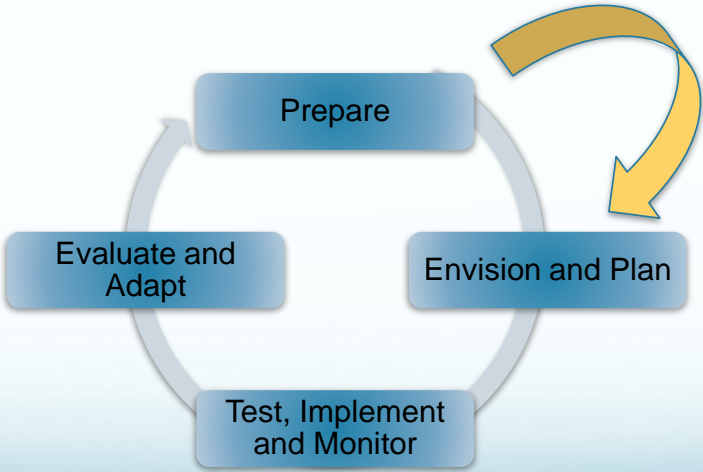 Prepare
Envision and Plan
Test, Implement
and Monitor
Evaluate and
Adapt